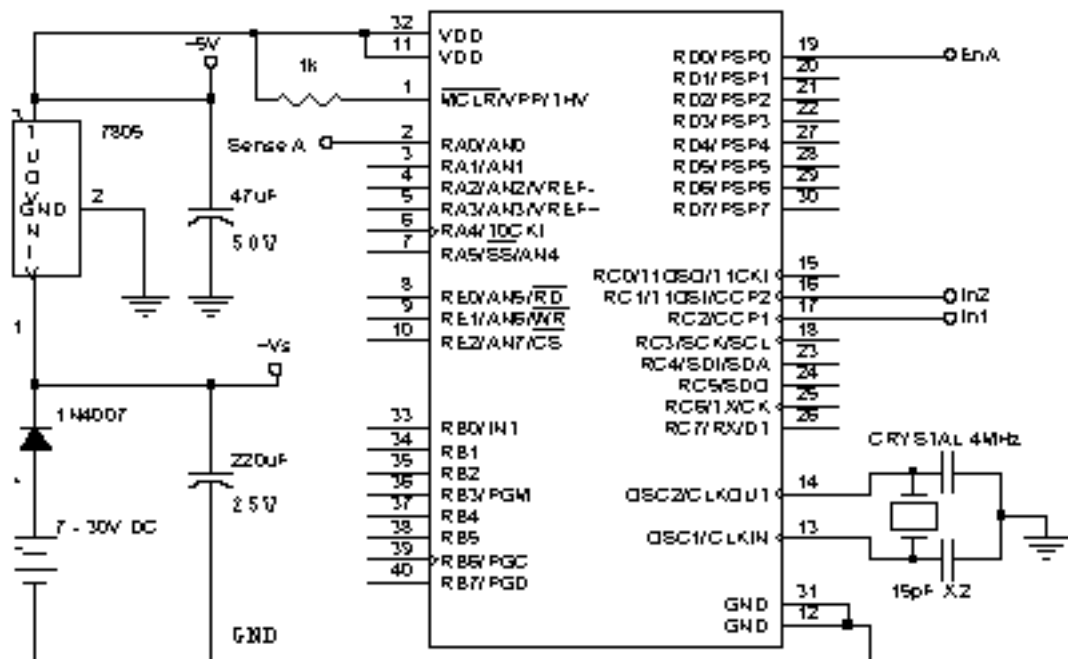 32
VDD
11
VDD
-5V
1k
1
MCLR/VPP/THV
7805
VOUT
GND
VIN
2
1
Sense A
2
RA0/AN0
3
RA1/AN1
4
RA2/AN2/VREF-
5
RA3/AN3/VREF-
6
RA4/TOCKI
7
RA5/SS/AN4
47uF
50V
8
RE0/AN5/RD
9
RE1/AN6/WR
10
RE2/AN7/CS
-Vs
1N4007
220uF
25V
7 - 30V DC
GND
33
RB0/INT
34
RB1
35
RB2
36
RB3/PGM
37
RB4
38
RB5
39
RB6/PGC
40
RB7/PGD
RD0/PSP0
19
EnA
RD1/PSP1
20
RD2/PSP2
21
RD3/PSP3
22
RD4/PSP4
27
RD5/PSP5
28
RD6/PSP6
29
RD7/PSP7
30
RC0/T1OSO/T1CKI
15
RC1/T1OSI/CCP2
16
In2
RC2/CCP1
17
In1
RC3/SCK/SCL
18
RC4/SDI/SDA
23
RC5/SDO
24
RC6/TX/CK
25
RC7/RX/DT
26
CRYSTAL 4MHz
OSC2/CLKOUT
14
OSC1/CLKIN
13
15pF X2
GND
31
GND
12